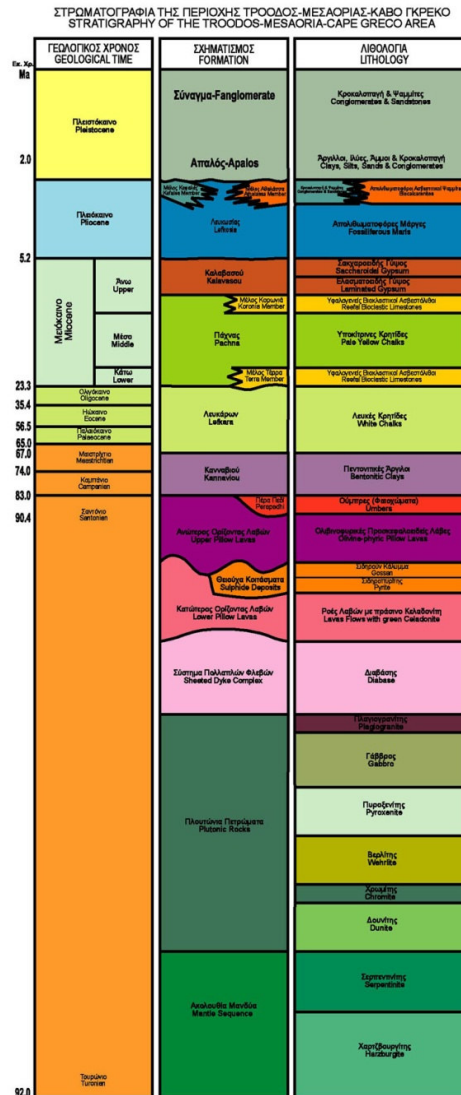 ΣΤΡΩΜΑΤΟΓΡΑΦΙΑ ΤΗΣ ΠΕΡΙΟΧΗΣ ΤΡΟΟΔΟΣ-ΜΕΣΑΟΡΙΑΣ-ΚΑΒΟ ΓΚΡΕΚΟ
STRATIGRAPHY OF THE TROODOS-MESAORIA-CAPE GRECO AREA
Εκ. Χρ.
Ma
ΓΕΩΛΟΓΙΚΟΣ ΧΡΟΝΟΣ
GEOLOGICAL TIME
ΣΧΗΜΑΤΙΣΜΟΣ
FORMATION
ΛΙΘΟΛΟΓΙΑ
LITHOLOGY
Πλειστόκαινο
Pleistocene
Σύναγμα-Fanglomerate
Κροκαλοπαγή & Ψαμμίτες
Conglomerates & Sandstones
2.0
Απαλός-Apalos
Άργιλοι, Ιλύες, Άμμοι & Κροκαλοπαγή
Clays, Silts, Sands & Conglomerates
Πλειόκαινο
Pliocene
Λευκωσίας
Lefkosia
Απολιθωματοφόρες Μάργες
Fossiliferous Marls
5.2
Μειόκαινο
Miocene
Άνω
Upper
Καλαβασού
Kalavasos
Σακχαροειδής Γύψος
Saccharoidal Gypsum
Ελασματοειδής Γύψος
Laminated Gypsum
Μέλος Κορωνιά
Koronia Member
Υφαλογενείς Βιοκλαστικοί Ασβεστόλιθοι
Reefal Bioclastic Limestones
Μέσο
Middle
Πάχνας
Pachna
Υποκίτρινες Κρητίδες
Pale Yellow Chalks
Κάτω
Lower
Μέλος Τέρρα
Terra Member
Υφαλογενείς Βιοκλαστικοί Ασβεστόλιθοι
Reefal Bioclastic Limestones
23.3
Ολιγόκαινο
Oligocene
35.4
Ηώκαινο
Eocene
56.5
Παλαιόκαινο
Palaeocene
65.0
Λευκάρων
Lefkara
Λευκές Κρητίδες
White Chalks
Μαιστρίχτιο
Maestrichtian
67.0
74.0
Καμπάνιο
Campanian
Κανναβιού
Kannaviou
Πεντονιτικές Άργιλοι
Bentonitic Clays
83.0
Σαντόνιο
Santonian
90.4
Πέρα Πεδί
Perapedhi
Ούμπρες (Φαιοχώματα)
Umbers
Ανώτερος Ορίζοντας Λαβών
Upper Pillow Lavas
Ολιβινοφυρικές Προσκεφαλοειδείς Λάβες
Olivine-phyric Pillow Lavas
Θειούχα Κοιτάσματα
Sulphide Deposits
Σιδηρούν Κάλυμμα
Gossan
Σιδηροπυρίτης
Pyrite
Κατώτερος Ορίζοντας Λαβών
Lower Pillow Lavas
Ροές Λαβών με πράσινο Κελαδονίτη
Lavas Flows with green Celadonite
Σύστημα Πολλαπλών Φλεβών
Sheeted Dyke Complex
Διαβάσης
Diabase
Πλουτώνια Πετρώματα
Plutonic Rocks
Πλαγιογρανίτης
Plagiogranite
Γάββρος
Gabbro
Πυροξενίτης
Pyroxenite
Βερλίτης
Wehrlite
Χρωμίτης
Chromite
Δουνίτης
Dunite
Ακολουθία Μανδύα
Mantle Sequence
Σερπεντινίτης
Serpentinite
Χαρτζβουργίτης
Harzburgite
Τουρώνιο
Turonian
92.0